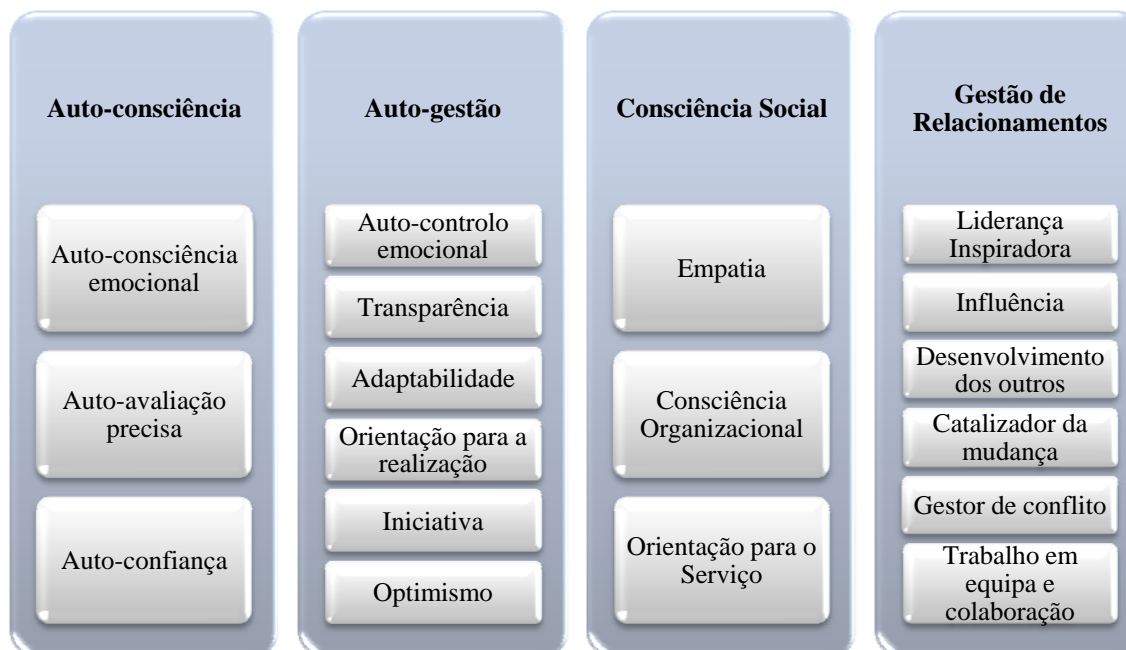 Auto-consciência
Auto-consciência
emocional
Auto-avaliação
precisa
Auto-confiança
Auto-gestão
Auto-controlo
emocional
Transparência
Adaptabilidade
Orientação para a
realização
Iniciativa
Optimismo
Consciência Social
Empatia
Consciência
Organizacional
Orientação para o
Serviço
Gestão de
Relacionamentos
Liderança
Inspiradora
Influência
Desenvolvimento
dos outros
Catalizador da
mudança
Gestor de conflito
Trabalho em
equipa e
colaboração